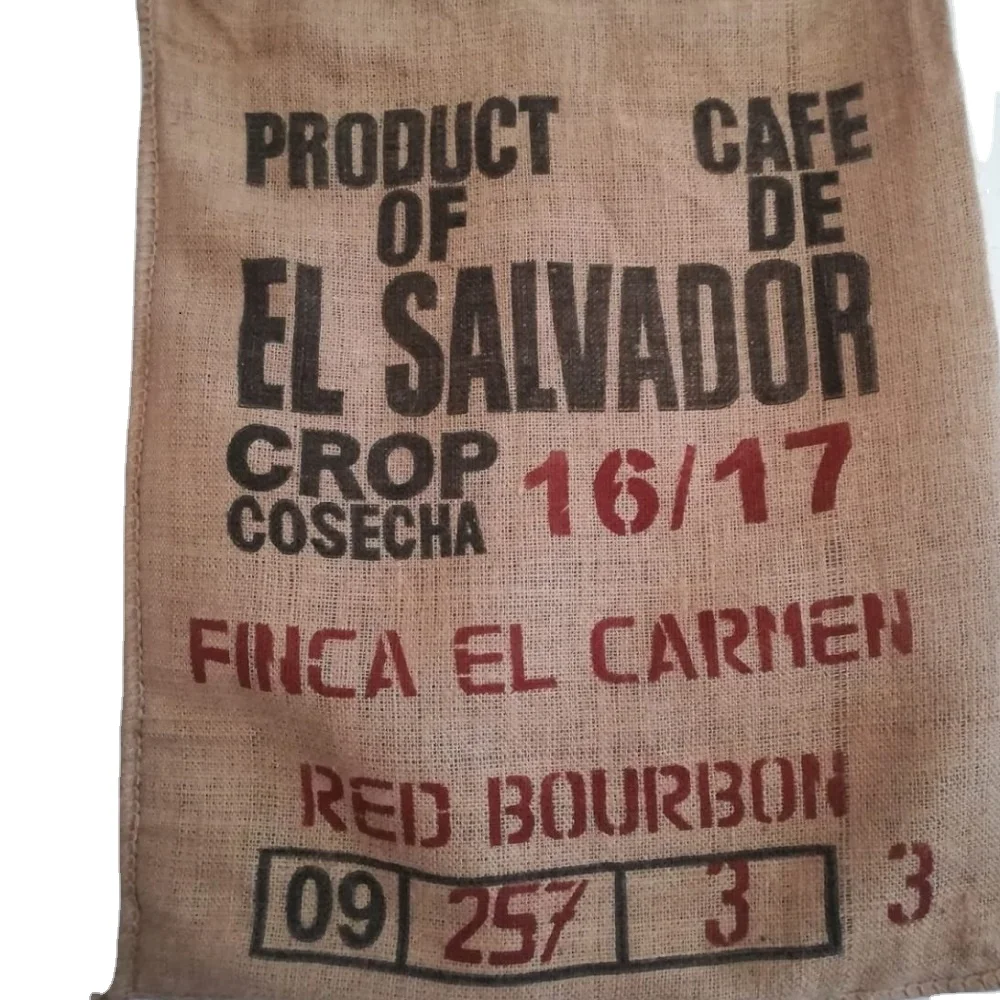 PRODUCT CAFE
OF DE
EL SALVADOR
CROP 16/17
COSECHA
FINCA EL CARMEN
RED BOURBON
09 257 3 3